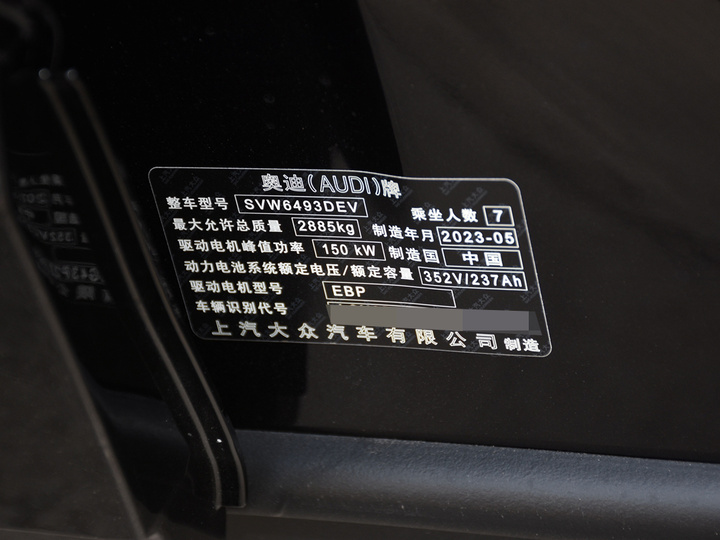 奥迪(AUDI)牌
整车型号 SVW6493DEV 乘坐人数 7
最大允许总质量 2885kg 制造年月 2023-05
驱动电机峰值功率 150 kW 制造国 中国
动力电池系统额定电压/额定容量 352V/237Ah
驱动电机型号 EBP
车辆识别代号
上汽大众汽车有限公司 制造